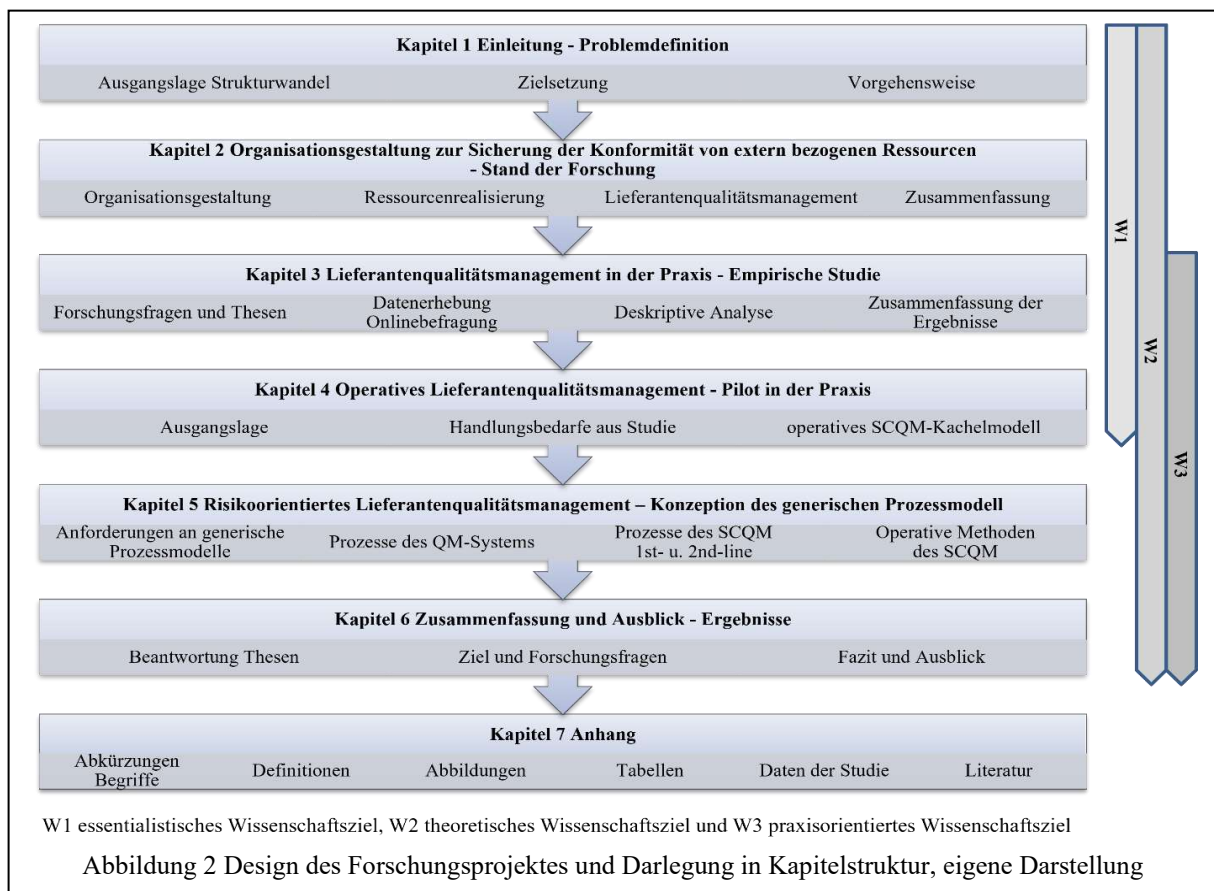 Kapitel 1 Einleitung - Problemdefinition
Ausgangslage Strukturwandel Zielsetzung Vorgehensweise
Kapitel 2 Organisationsgestaltung zur Sicherung der Konformität von extern bezogenen Ressourcen
- Stand der Forschung
Organisationsgestaltung Ressourcenrealisierung Lieferantenqualitätsmanagement Zusammenfassung
Kapitel 3 Lieferantenqualitätsmanagement in der Praxis - Empirische Studie
Forschungsfragen und Thesen
Datenerhebung
Onlinebefragung
Deskriptive Analyse
Zusammenfassung der
Ergebnisse
Kapitel 4 Operatives Lieferantenqualitätsmanagement - Pilot in der Praxis
Ausgangslage Handlungsbedarfe aus Studie operatives SCQM-Kachelmodell
Kapitel 5 Risikoorientiertes Lieferantenqualitätsmanagement – Konzeption des generischen Prozessmodell
Anforderungen an generische
Prozessmodelle
Prozesse des QM-Systems
Prozesse des SCQM
1st- u. 2nd-line
Operative Methoden
des SCQM
Kapitel 6 Zusammenfassung und Ausblick - Ergebnisse
Beantwortung Thesen Ziel und Forschungsfragen Fazit und Ausblick
Kapitel 7 Anhang
Abkürzungen
Begriffe
Definitionen Abbildungen Tabellen Daten der Studie Literatur
W1
W2
W3
W1 essentialistisches Wissenschaftsziel, W2 theoretisches Wissenschaftsziel und W3 praxisorientiertes Wissenschaftsziel
Abbildung 2 Design des Forschungsprojektes und Darlegung in Kapitelstruktur, eigene Darstellung